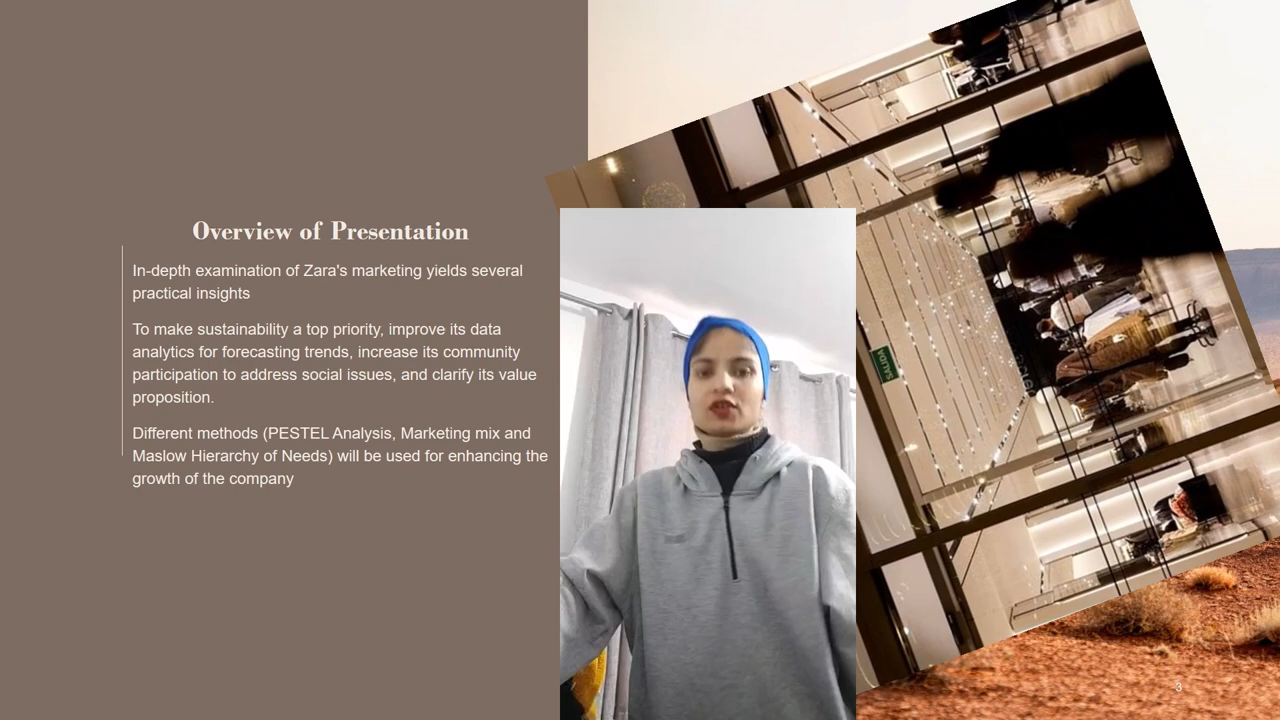 Overview of Presentation
In-depth examination of Zara's marketing yields several
practical insights
To make sustainability a top priority, improve its data
analytics for forecasting trends, increase its community
participation to address social issues, and clarify its value
proposition.
Different methods (PESTEL Analysis, Marketing mix and
Maslow Hierarchy of Needs) will be used for enhancing the
growth of the company
SALIDA
3